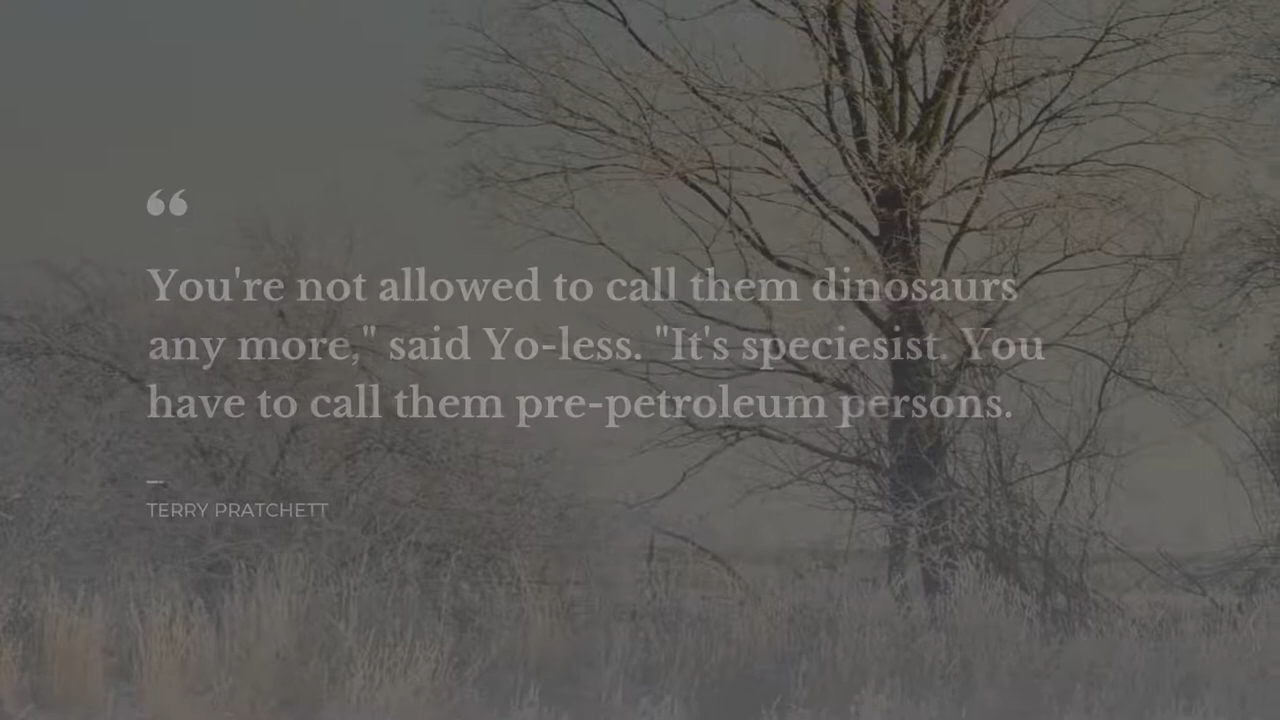 “
You're not allowed to call them dinosaurs
any more," said Yo-less. "It's speciesist. You
have to call them pre-petroleum persons.
—
TERRY PRATCHETT